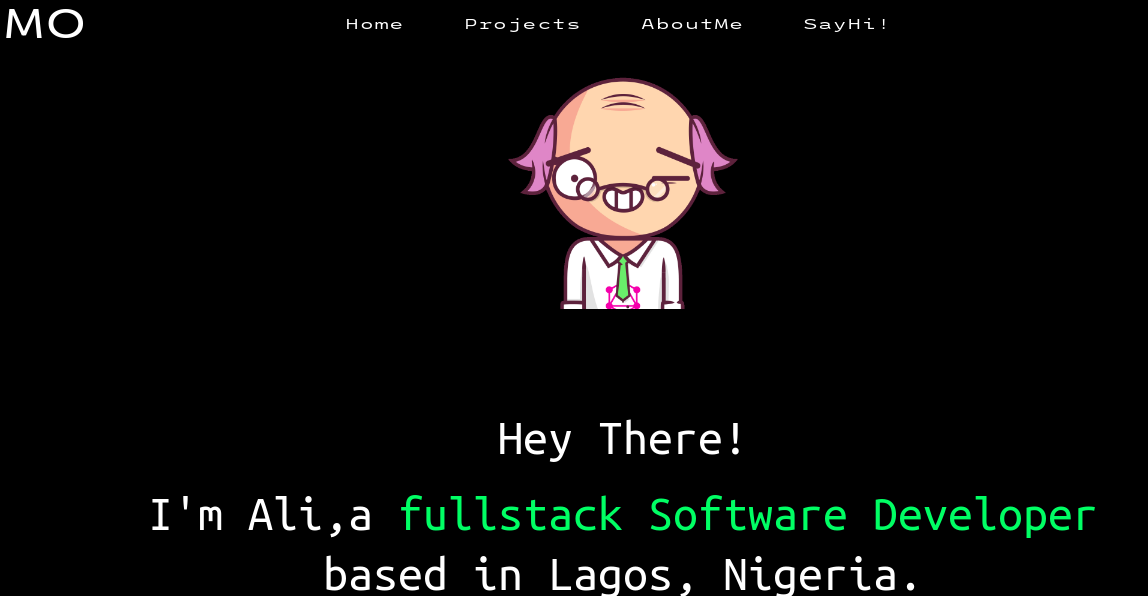 MO
Home Projects AboutMe SayHi!
Hey There!
I'm Ali,a fullstack Software Developer
based in Lagos, Nigeria.